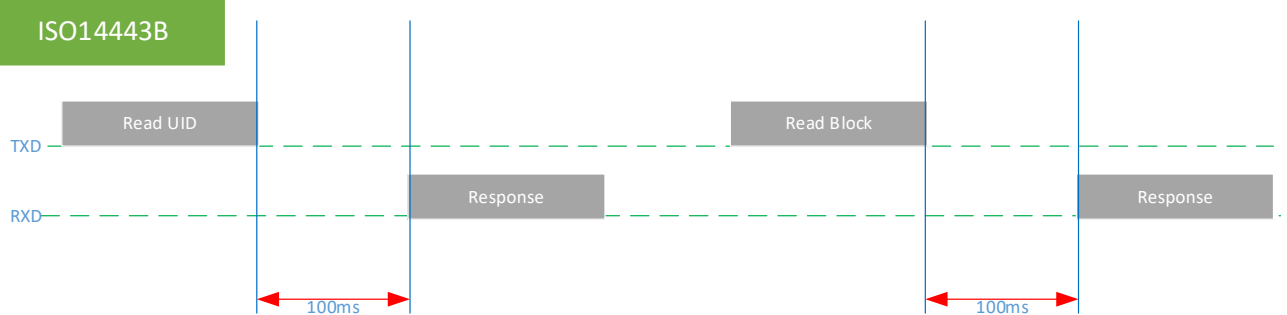 ISO14443B
Read UID
Read Block
TXD
Response
Response
RXD
100ms
100ms